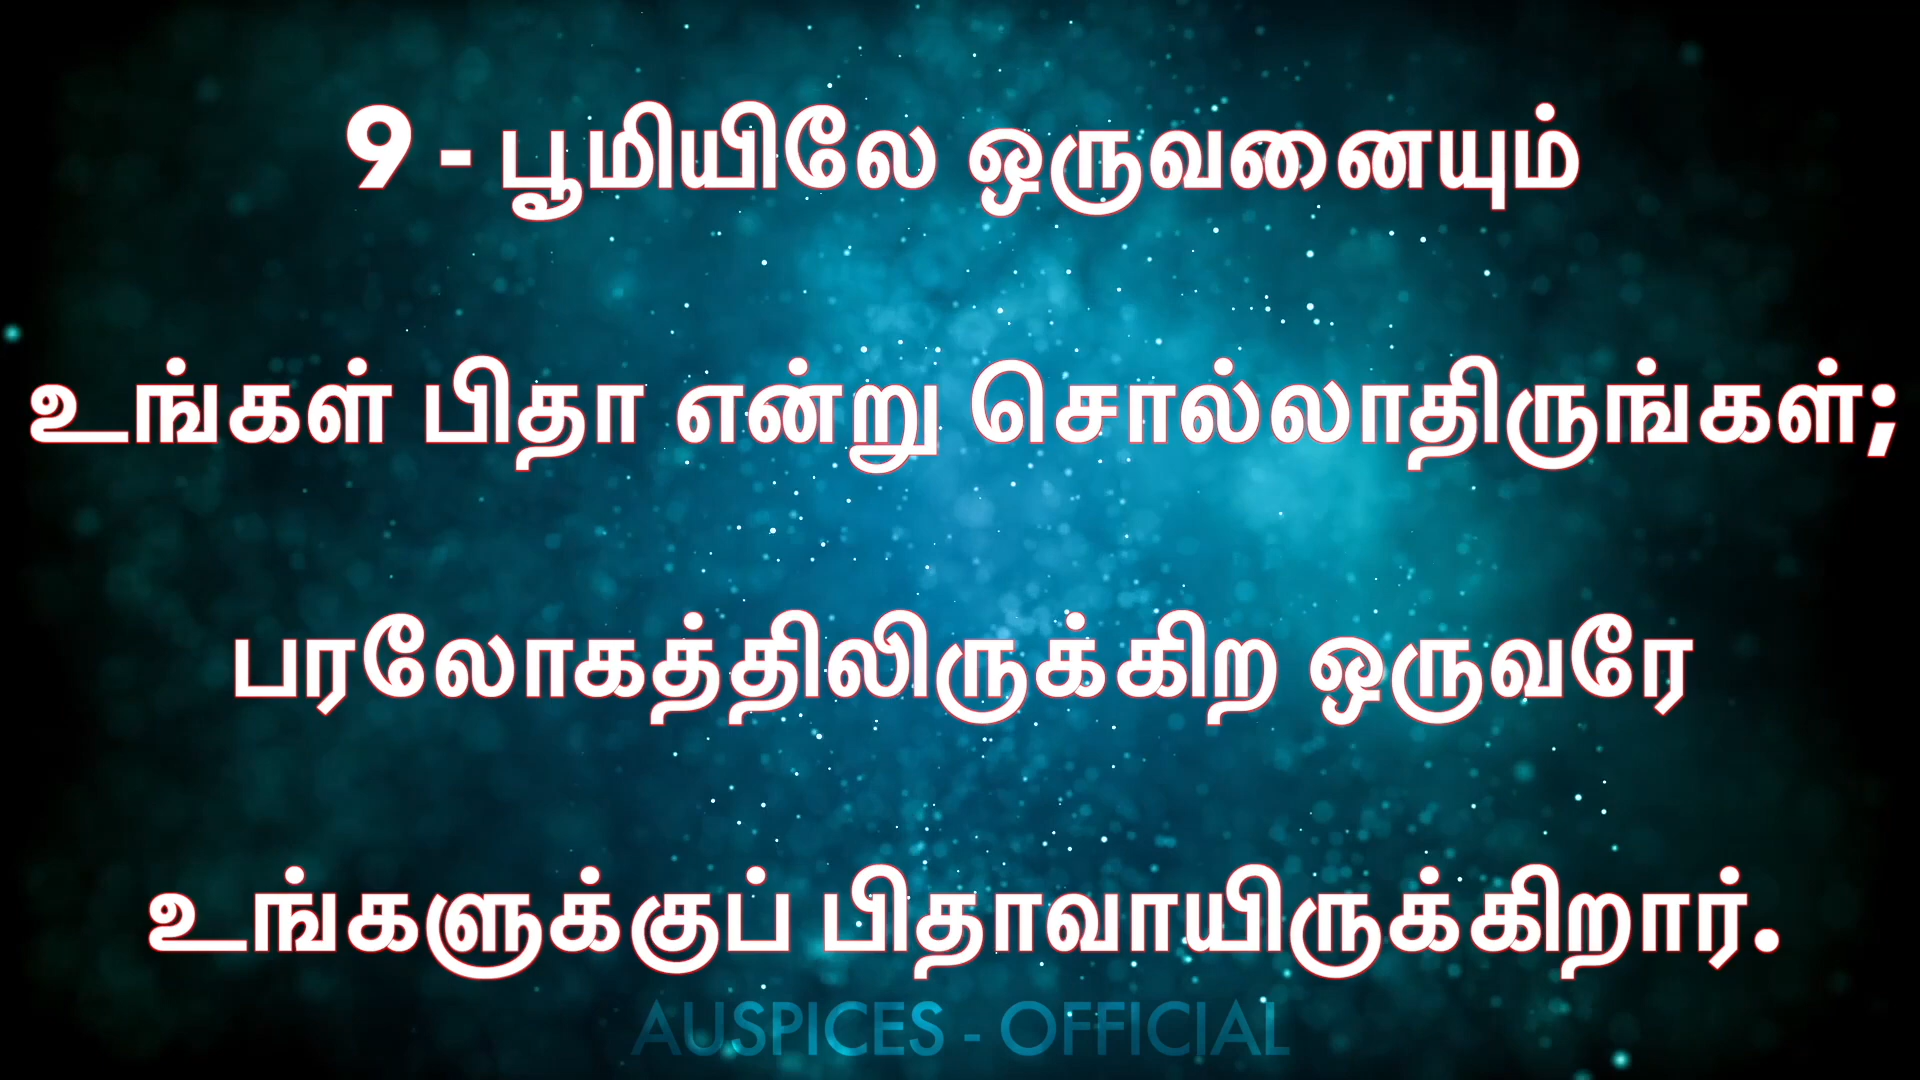 9 - பூமியிலே ஒருவனையும்
உங்கள் பிதா என்று சொல்லாதிருங்கள்;
பரலோகத்திலிருக்கிற ஒருவரே
உங்களுக்குப் பிதாவாயிருக்கிறார்.
AUSPICES - OFFICIAL